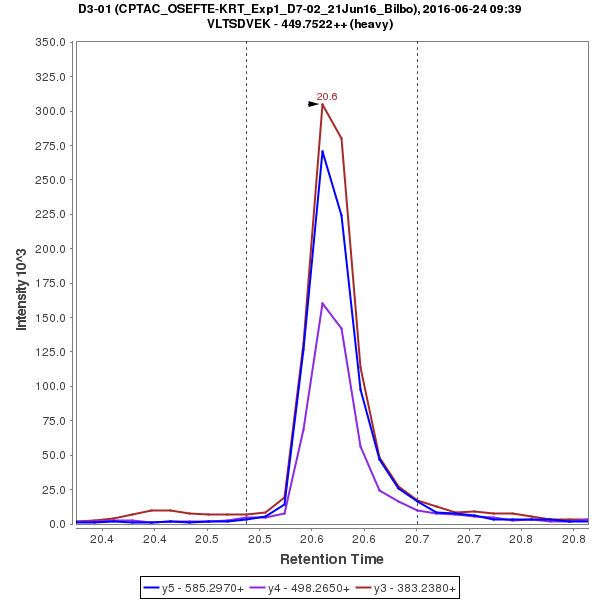 D3-01 (CPTAC_OSEFTE-KRT_Exp1_D7-02_21Jun16_Bilbo), 2016-06-24 09:39
VLTSDVEK - 449.7522++ (heavy)
350.0
325.0
300.0
275.0
250.0
225.0
200.0
175.0
150.0
125.0
100.0
75.0
50.0
25.0
0.0
Intensity 10^3
20.6
20.4 20.4 20.5 20.5 20.6 20.6 20.7 20.7 20.8 20.8
Retention Time
y5 - 585.2970+ y4 - 498.2650+ y3 - 383.2380+